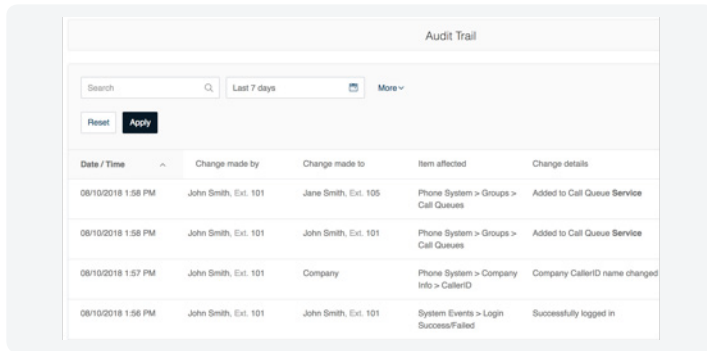 Audit Trail
Search
Last 7 days
More
Reset
Apply
Date / Time
Change made by
Change made to
Item affected
Change details
08/10/2018 1:58 PM
John Smith, Ext. 101
Jane Smith, Ext. 105
Phone System > Groups >
Call Queues
Added to Call Queue Service
08/10/2018 1:58 PM
John Smith, Ext. 101
John Smith, Ext. 101
Phone System > Groups >
Call Queues
Added to Call Queue Service
08/10/2018 1:57 PM
John Smith, Ext. 101
Company
Phone System > Company
Info > CallerID
Company CallerID name changed
08/10/2018 1:56 PM
John Smith, Ext. 101
John Smith, Ext. 101
System Events > Login
Success/Failed
Successfully logged in